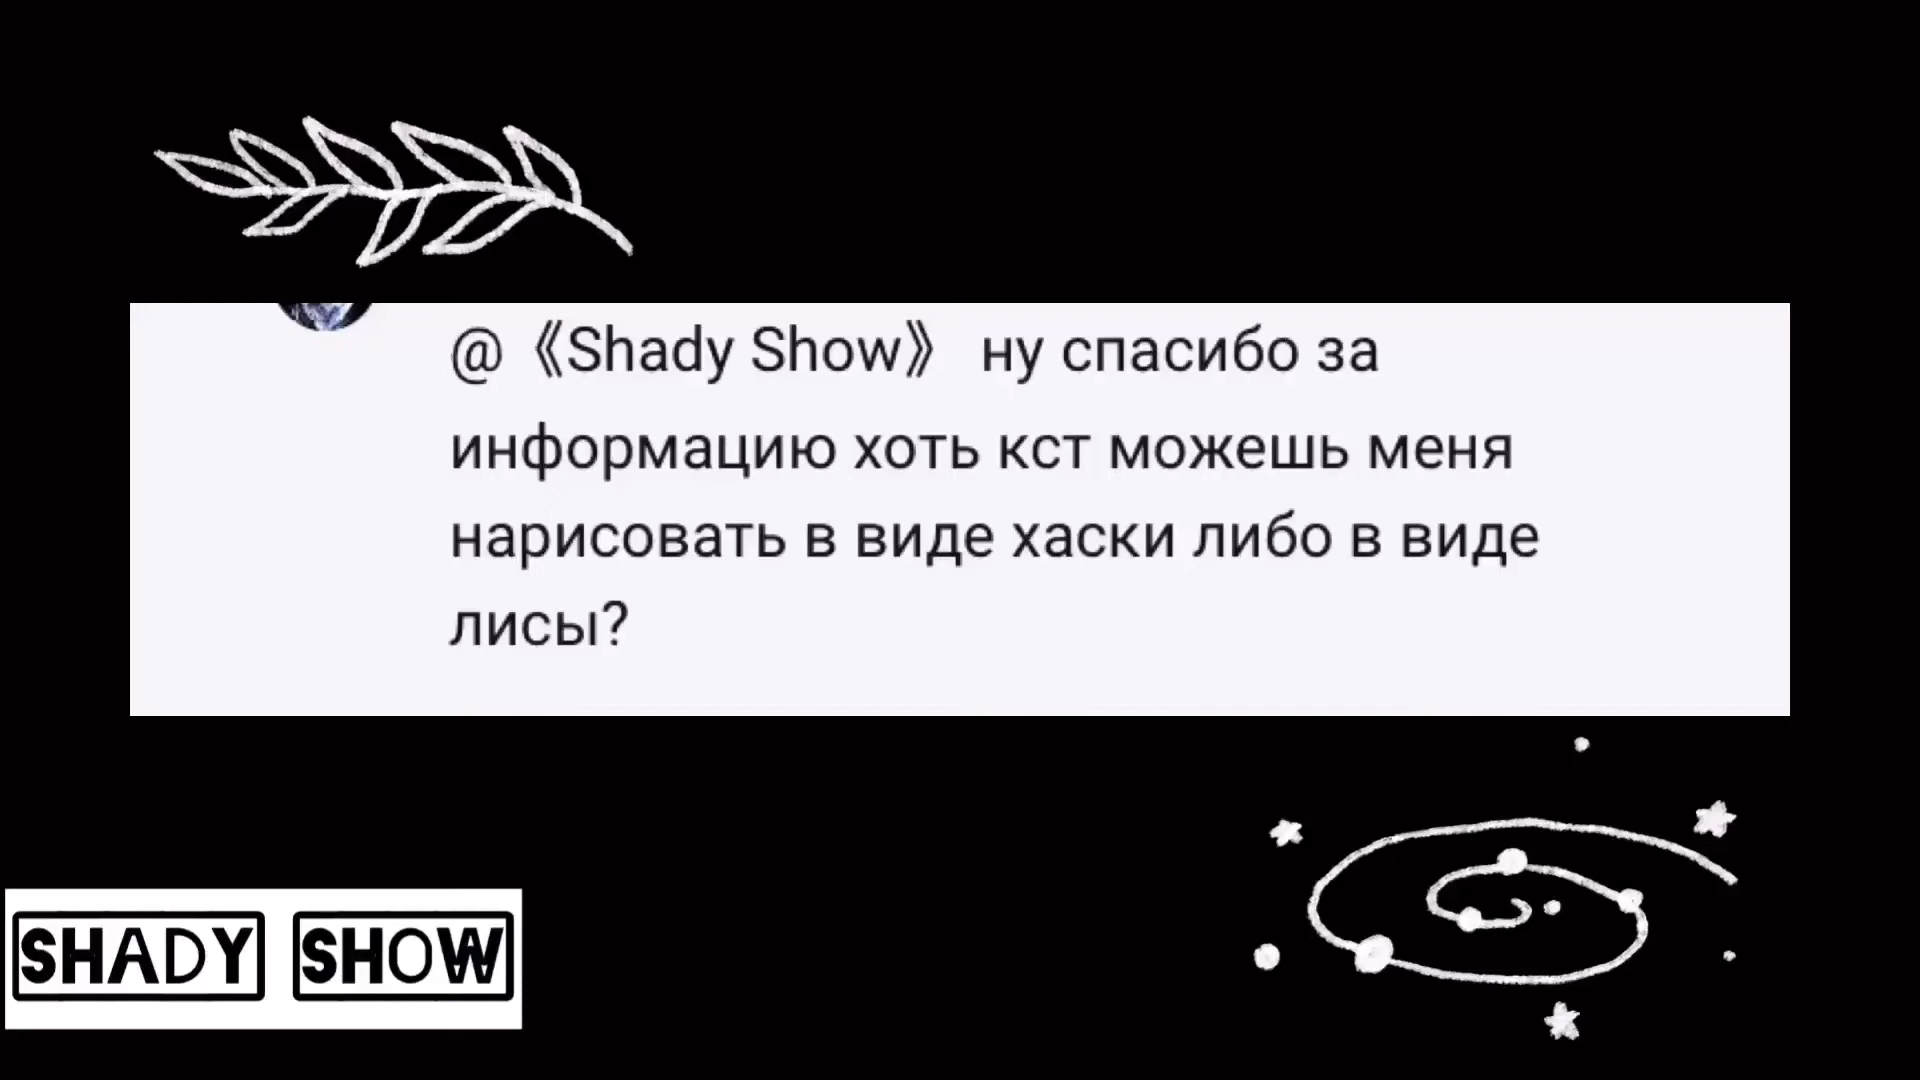 @《Shady Show》 ну спасибо за
информацию хоть кст можешь меня
нарисовать в виде хаски либо в виде
лисы?
SHADY SHOW